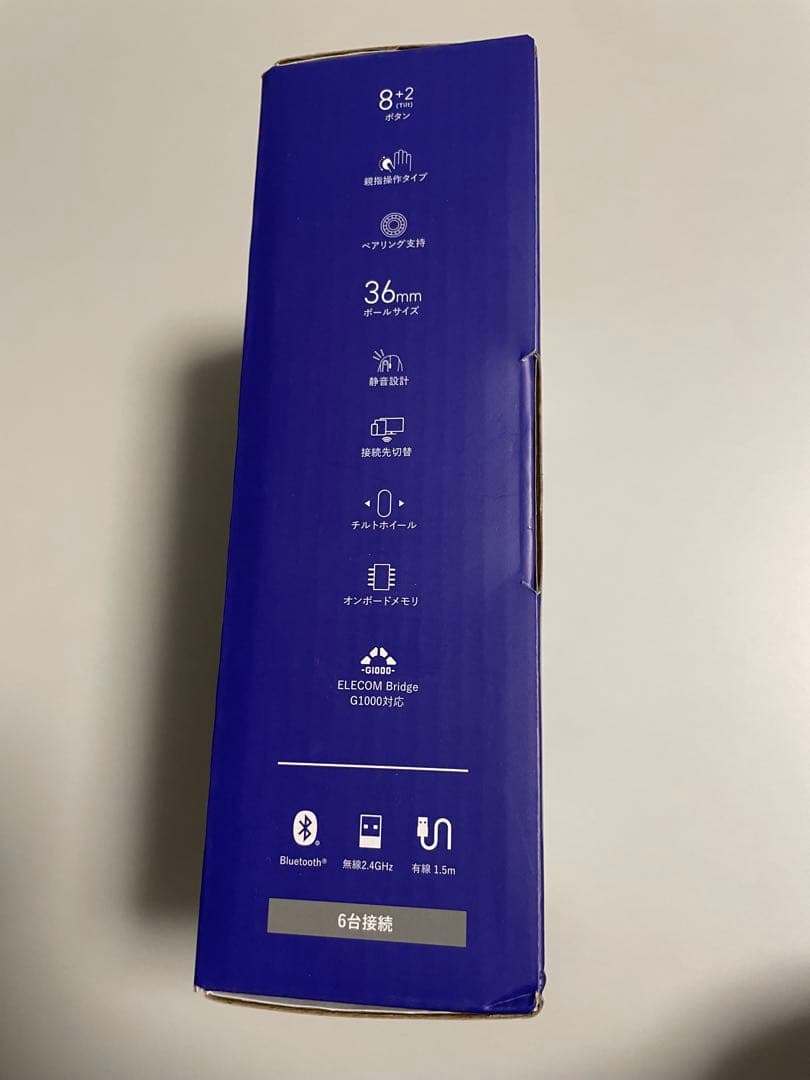 8+2
(Tilt)
ボタン
親指操作タイプ
ベアリング支持
36mm
ボールサイズ
静音設計
接続先切替
チルトホイール
オンボードメモリ
-G1000-
ELECOM Bridge
G1000対応
Bluetooth®
無線2.4GHz
有線 1.5m
6台接続